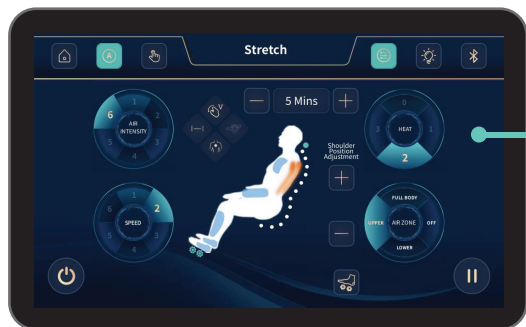 A
Stretch
V
5 Mins
1
2
3
4
5
6
AIR
INTENSITY
0
1
2
3
HEAT
Shoulder
Position
Adjustment
1
2
3
4
5
6
SPEED
FULL BODY
UPPER
AIR ZONE
OFF
LOWER